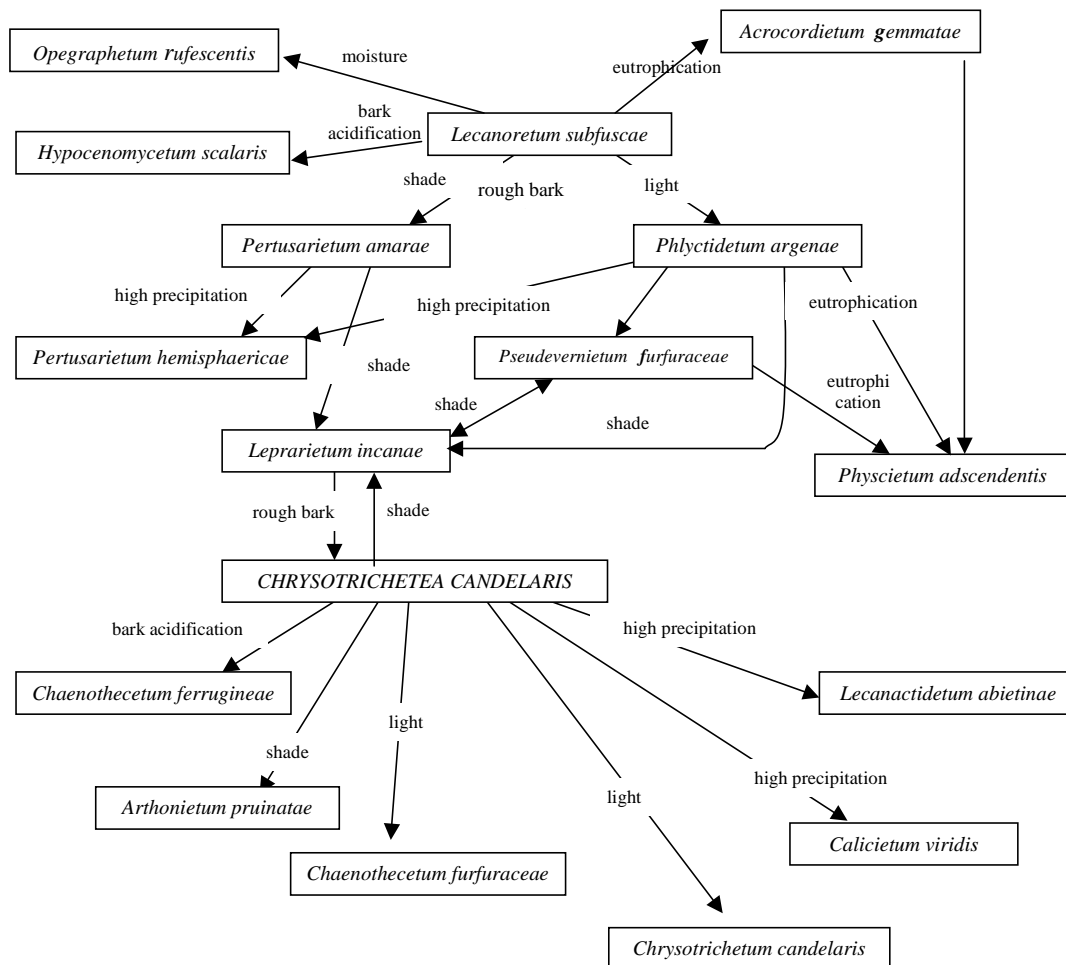 Acrocordietum gemmatae
Opegraphetum rufescentis
moisture
eutrophication
bark
acidification
Lecanoretum subfuscae
Hypocenomycetum scalaris
shade
rough bark
light
Pertusarietum amarae
Phlyctidetum argenae
high precipitation
high precipitation
eutrophication
Pertusarietum hemisphaericae
Pseudevernietum furfuraceae
shade
eutrophi
cation
shade
shade
Leprarietum incanae
Physcietum adscendentis
rough bark
shade
CHRYSOTRICHETEA CANDELARIS
bark acidification
high precipitation
Chaenothecetum ferrugineae
Lecanactidetum abietinae
light
shade
high precipitation
Arthonietum pruinatae
light
Calicietum viridis
Chaenothecetum furfuraceae
Chrysotrichetum candelaris